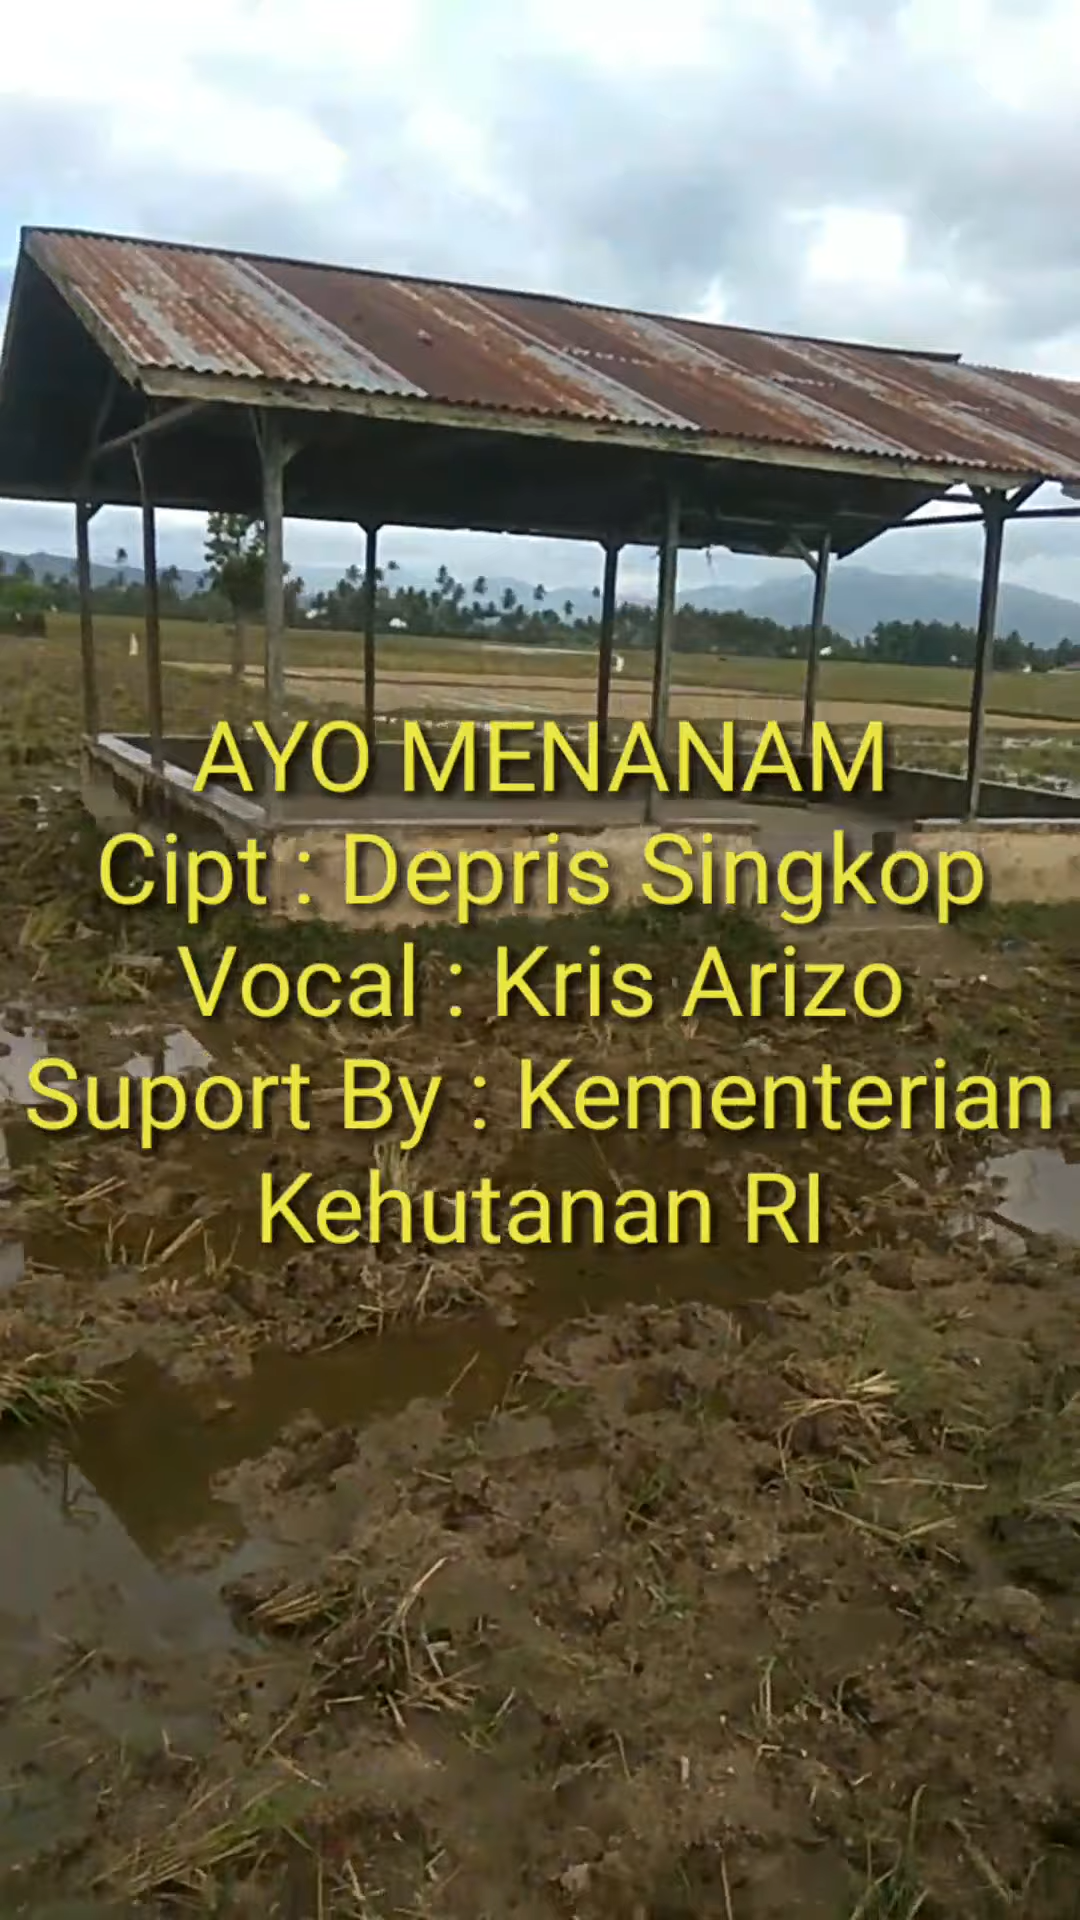 AYO MENANAM
Cipt : Depris Singkop
Vocal : Kris Arizo
Suport By : Kementerian
Kehutanan RI